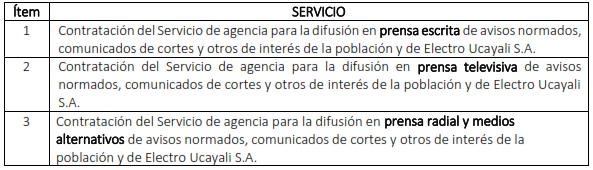 Ítem SERVICIO
1 Contratación del Servicio de agencia para la difusión en prensa escrita de avisos normados,
comunicados de cortes y otros de interés de la población y de Electro Ucayali S.A.
2 Contratación del Servicio de agencia para la difusión en prensa televisiva de avisos
normados, comunicados de cortes y otros de interés de la población y de Electro Ucayali
S.A.
3 Contratación del Servicio de agencia para la difusión en prensa radial y medios
alternativos de avisos normados, comunicados de cortes y otros de interés de la
población y de Electro Ucayali S.A.